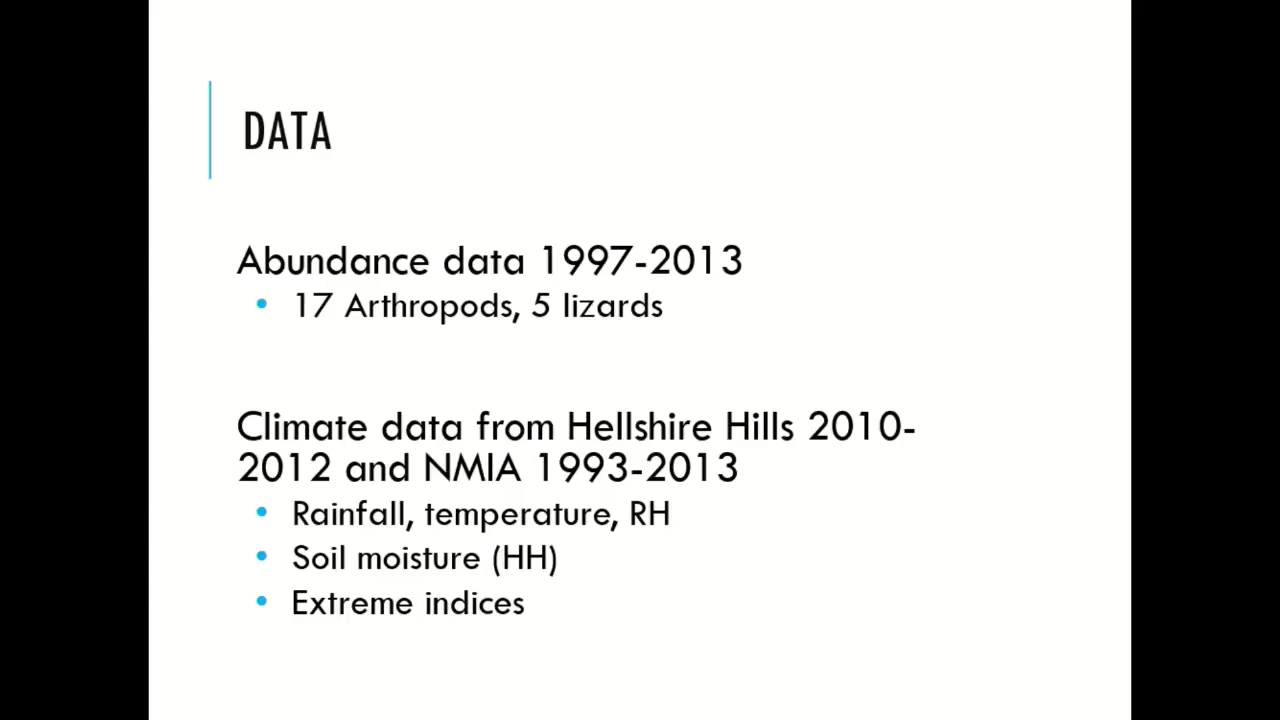 DATA
Abundance data 1997-2013
• 17 Arthropods, 5 lizards
Climate data from Hellshire Hills 2010-
2012 and NMIA 1993-2013
• Rainfall, temperature, RH
• Soil moisture (HH)
• Extreme indices